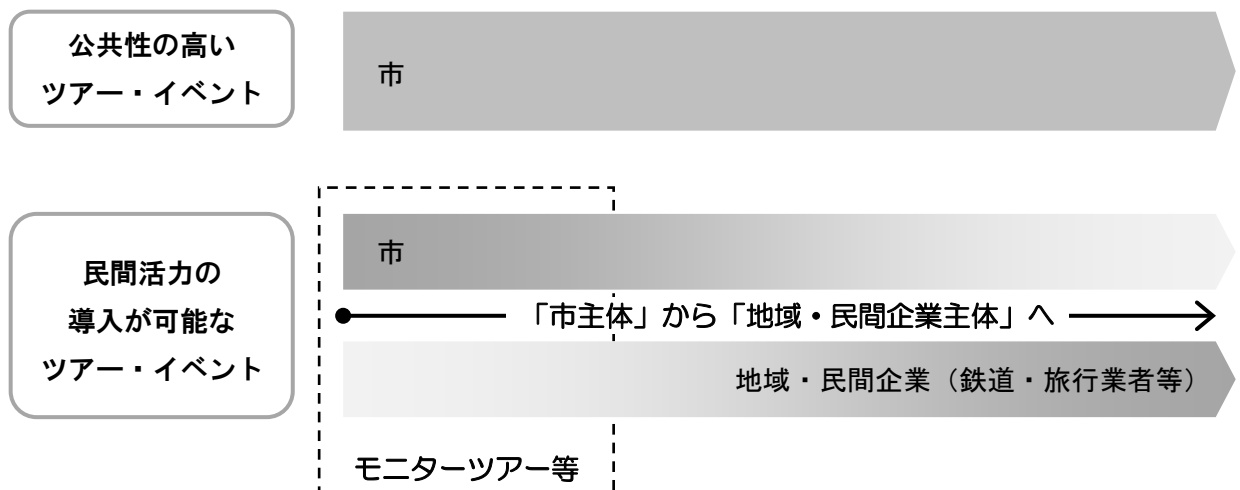 公共性の高い
ツアー・イベント
市
民間活力の
導入が可能な
ツアー・イベント
市
「市主体」から「地域・民間企業主体」へ
地域・民間企業（鉄道・旅行業者等）
モニターツアー等